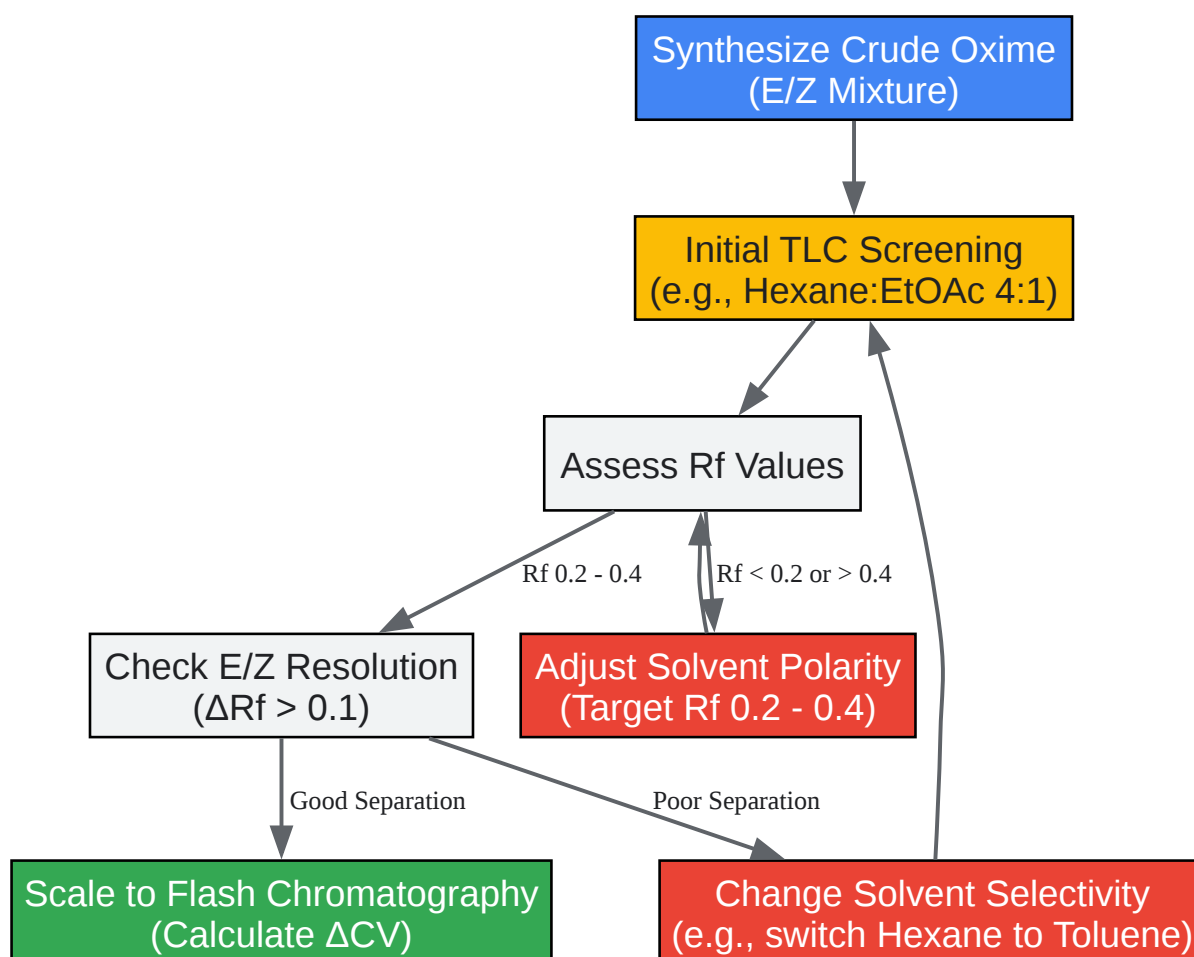 Synthesize Crude Oxime
(E/Z Mixture)
Initial TLC Screening
(e.g., Hexane:EtOAc 4:1)
Assess Rf Values
Rf 0.2 - 0.4
Rf < 0.2 or > 0.4
Check E/Z Resolution
(ΔRf > 0.1)
Adjust Solvent Polarity
(Target Rf 0.2 - 0.4)
Good Separation
Poor Separation
Scale to Flash Chromatography
(Calculate ΔCV)
Change Solvent Selectivity
(e.g., switch Hexane to Toluene)